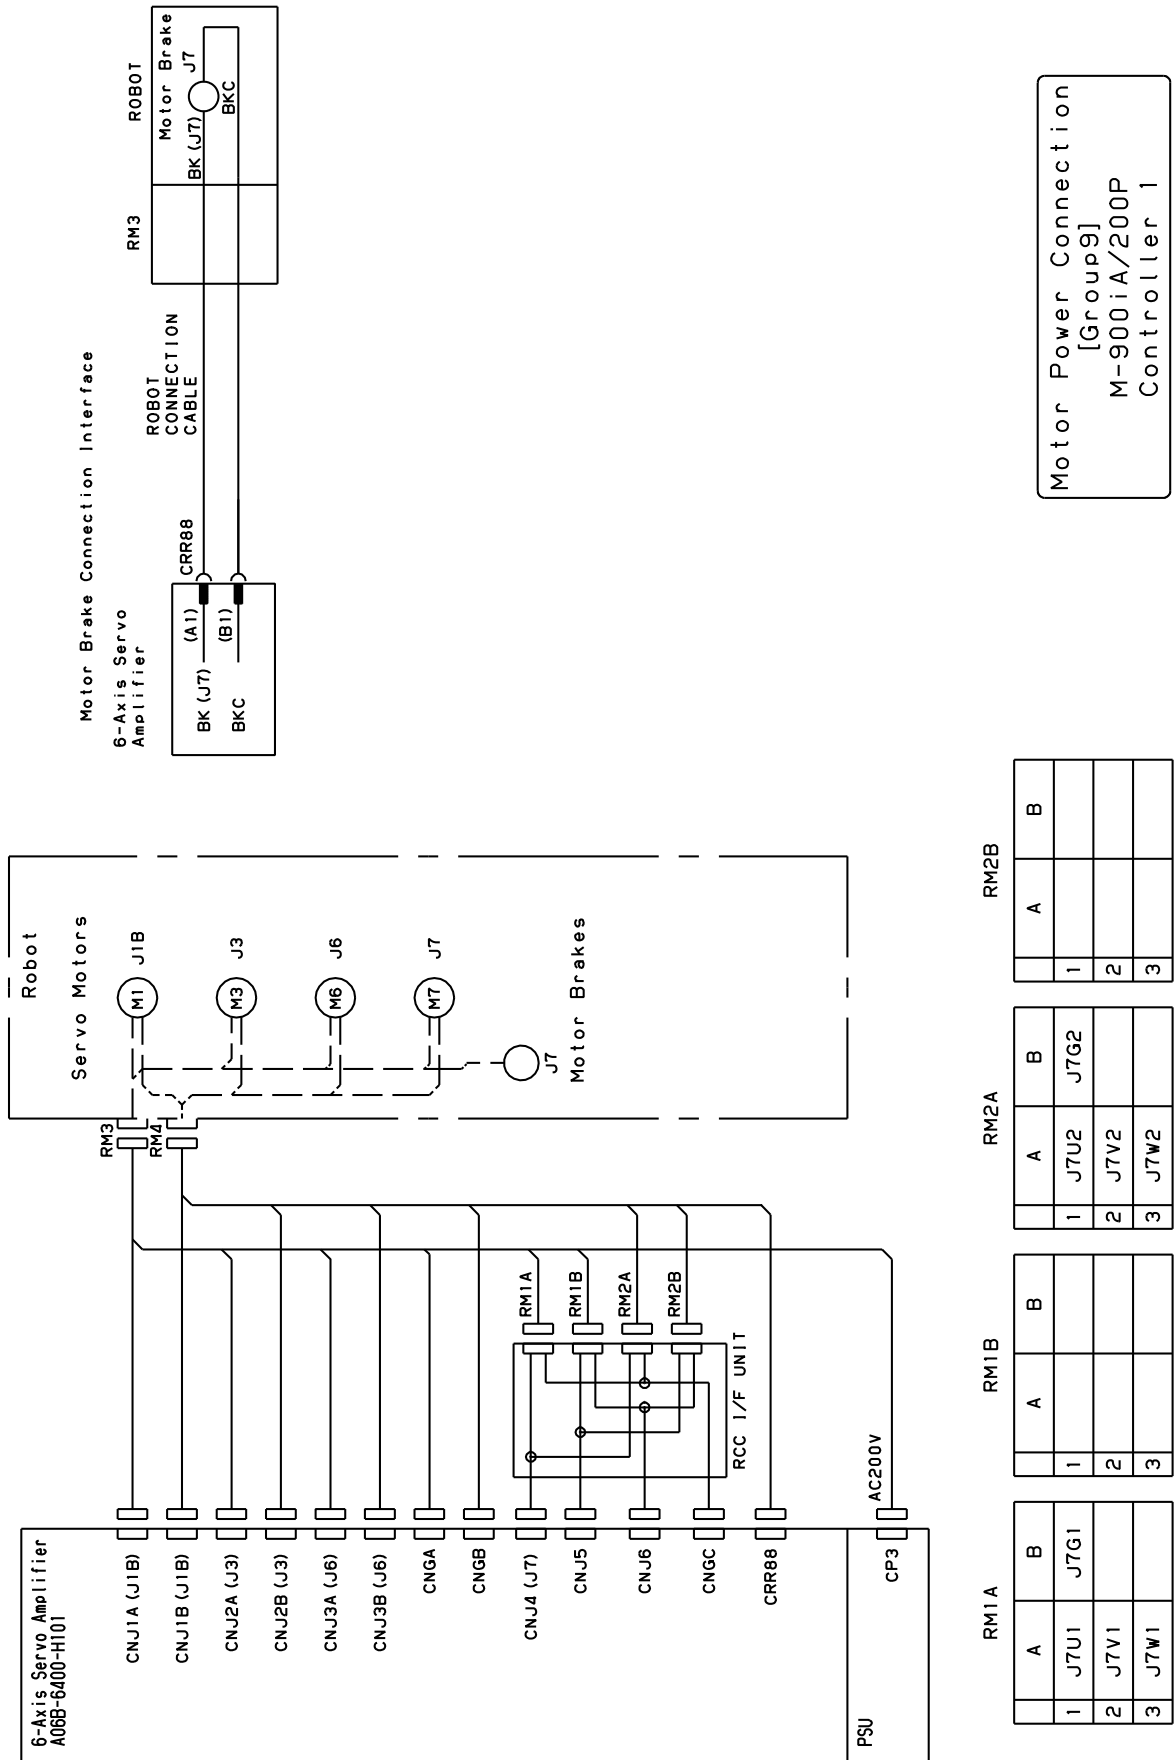 6-Axis Servo Amplifier
A06B-6400-H101
CNJ1A (J1B)
CNJ1B (J1B)
CNJ2A (J3)
CNJ2B (J3)
CNJ3A (J6)
CNJ3B (J6)
CNGA
CNGB
CNJ4 (J7)
CNJ5
CNJ6
CNGC
CRR88
PSU
CP3
AC200V
RCC I/F UNIT
RM1A
RM1B
RM2A
RM2B
RM3
RM4
Robot
Servo Motors
M1 J1B
M3 J3
M6 J6
M7 J7
J7
Motor Brakes
Motor Brake Connection Interface
6-Axis Servo
Amplifier
BK (J7) (A1)
BKC (B1)
CRR88
ROBOT
CONNECTION
CABLE
RM3
ROBOT
Motor Brake
BK (J7) J7
BKC
RM1A
A B
1 J7U1 J7G1
2 J7V1
3 J7W1
RM1B
A B
1
2
3
RM2A
A B
1 J7U2 J7G2
2 J7V2
3 J7W2
RM2B
A B
1
2
3
Motor Power Connection
[Group9]
M-900iA/200P
Controller 1